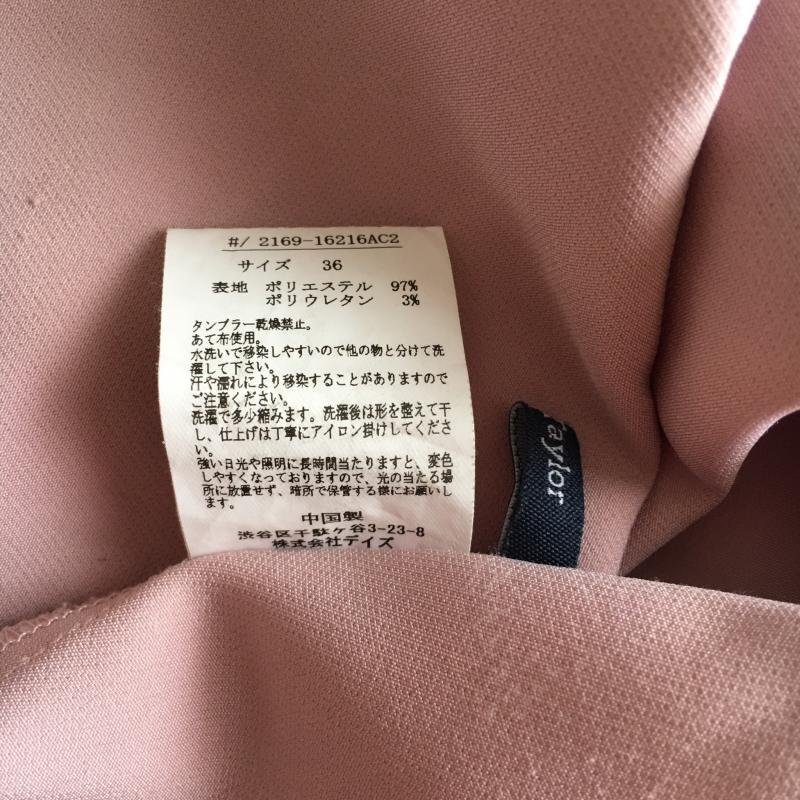 #/ 2169-16216AC2
サイズ 36
表地 ポリエステル 97%
ポリウレタン 3%
タンブラー乾燥禁止。
あて布使用。
水洗いで移染しやすいので他の物と分けて洗
濯して下さい。
汗や濡れにより移染することがありますので
ご注意ください。
洗濯で多少縮みます。洗濯後は形を整えて干
し、仕上げは丁寧にアイロン掛けしてくださ
い。
強い日光や照明に長時間当たりますと、変色
しやすくなっておりますので、光の当たる場
所に放置せず、暗所で保管する様にお願いし
ます。
中国製
渋谷区千駄ヶ谷3-23-8
株式会社デイズ
Taylor